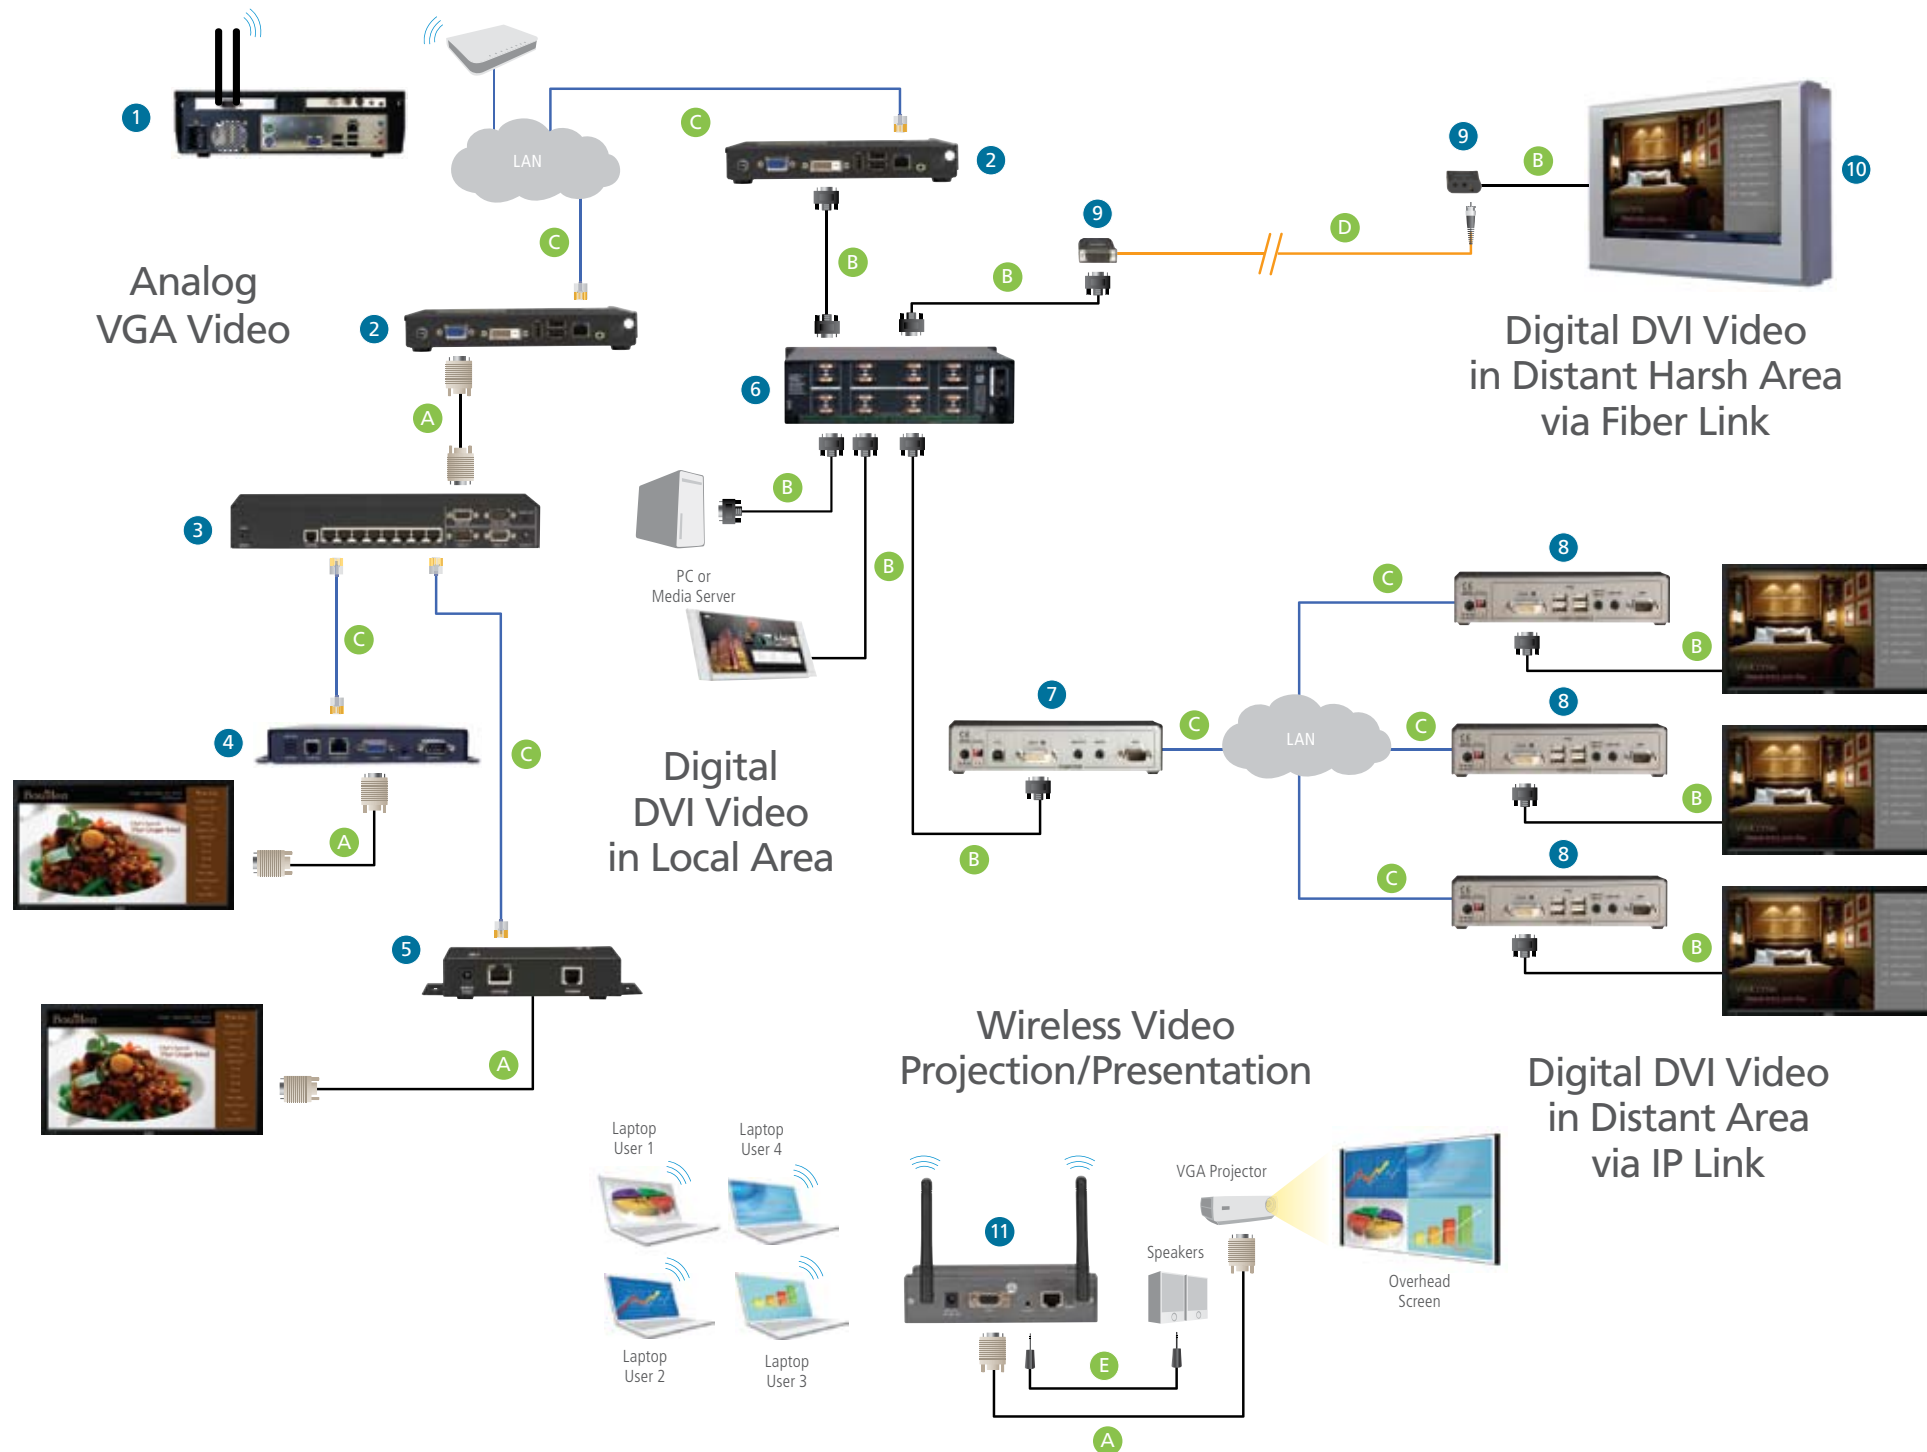 1
LAN
C
2
9
B
10
9
D
B
B
C
Analog
VGA Video
2
Digital DVI Video
in Distant Harsh Area
via Fiber Link
6
A
3
B
PC or
Media Server
B
C
8
C
B
4
C
7
C
LAN
C
8
B
Digital
DVI Video
in Local Area
A
B
C
8
B
5
A
Wireless Video
Projection/Presentation
Digital DVI Video
in Distant Area
via IP Link
Laptop
User 1
Laptop
User 4
Laptop
User 2
Laptop
User 3
11
VGA Projector
Speakers
Overhead
Screen
E
A